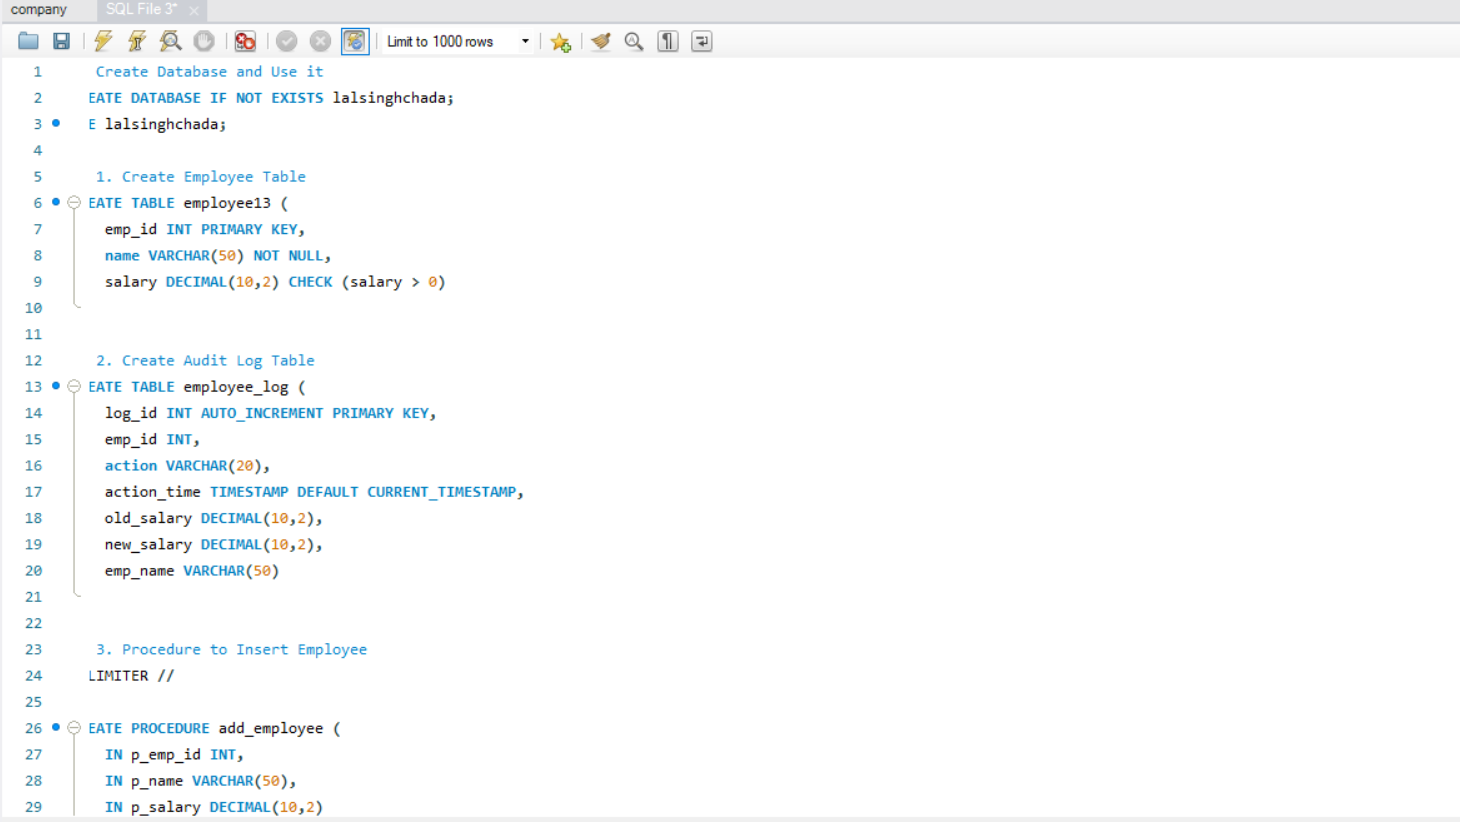 company
SQL File 3*
Limit to 1000 rows
1 Create Database and Use it
2 EATE DATABASE IF NOT EXISTS lalsinghchada;
3 E lalsinghchada;
4
5 1. Create Employee Table
6 EATE TABLE employee13 (
7 emp_id INT PRIMARY KEY,
8 name VARCHAR(50) NOT NULL,
9 salary DECIMAL(10,2) CHECK (salary > 0)
10
11
12 2. Create Audit Log Table
13 EATE TABLE employee_log (
14 log_id INT AUTO_INCREMENT PRIMARY KEY,
15 emp_id INT,
16 action VARCHAR(20),
17 action_time TIMESTAMP DEFAULT CURRENT_TIMESTAMP,
18 old_salary DECIMAL(10,2),
19 new_salary DECIMAL(10,2),
20 emp_name VARCHAR(50)
21
22
23 3. Procedure to Insert Employee
24 LIMITER //
25
26 EATE PROCEDURE add_employee (
27 IN p_emp_id INT,
28 IN p_name VARCHAR(50),
29 IN p_salary DECIMAL(10,2)